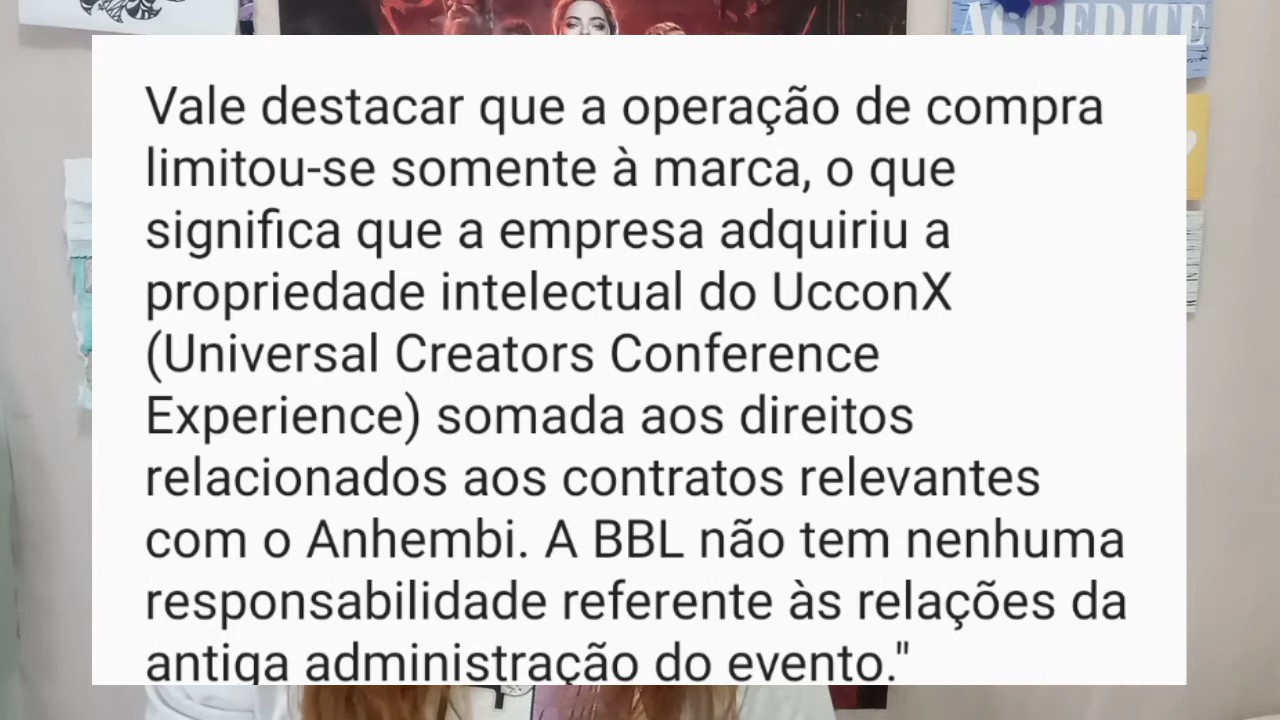 ACREDITE
Vale destacar que a operação de compra
limitou-se somente à marca, o que
significa que a empresa adquiriu a
propriedade intelectual do UcconX
(Universal Creators Conference
Experience) somada aos direitos
relacionados aos contratos relevantes
com o Anhembi. A BBL não tem nenhuma
responsabilidade referente às relações da
antiga administração do evento."